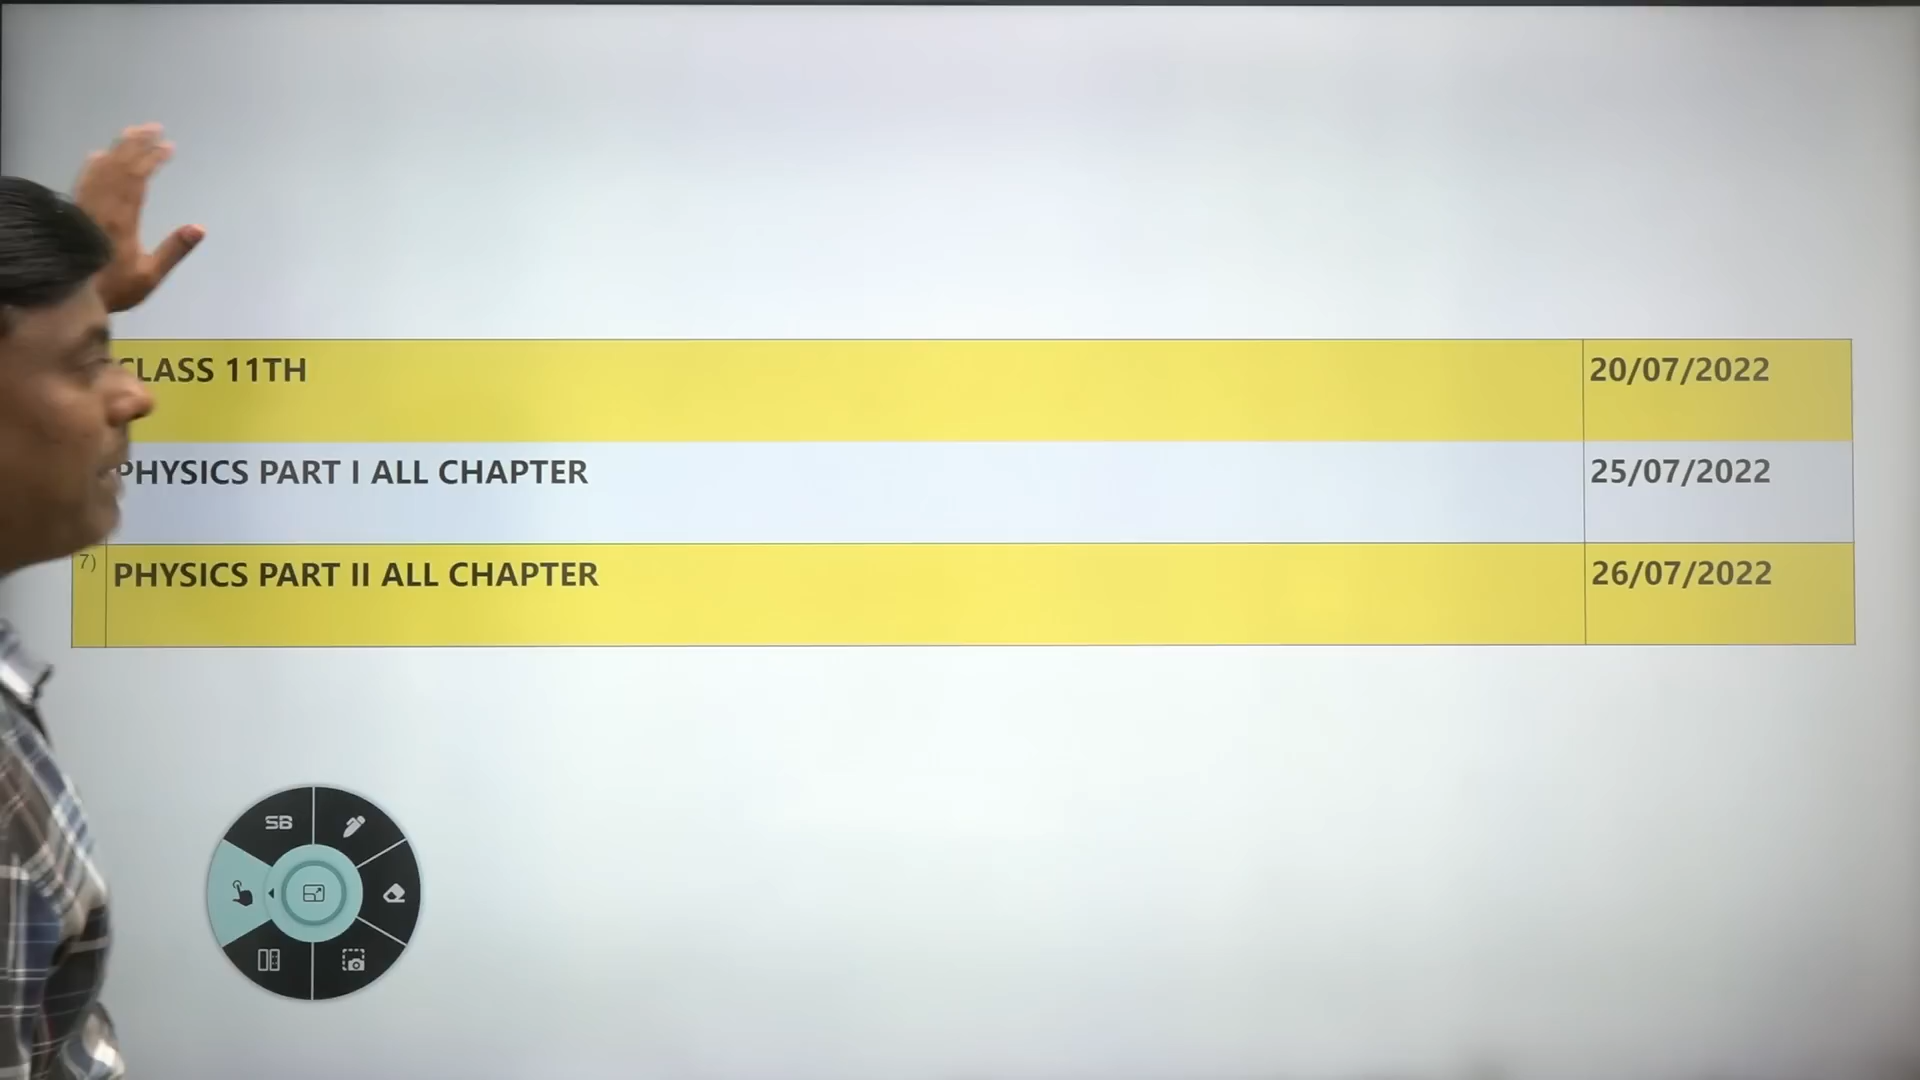 CLASS 11TH 20/07/2022
PHYSICS PART I ALL CHAPTER 25/07/2022
7) PHYSICS PART II ALL CHAPTER 26/07/2022
SB